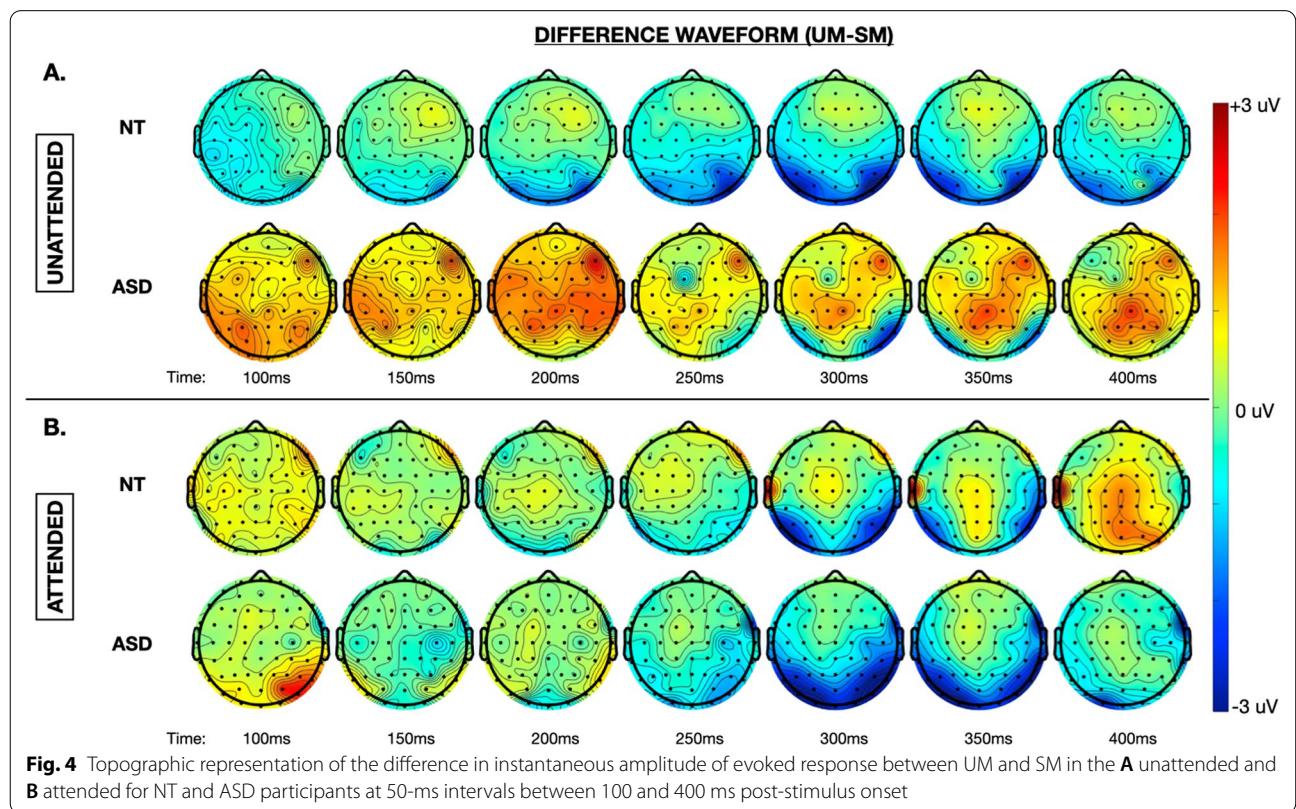 DIFFERENCE WAVEFORM (UM-SM)
A.
UNATTENDED
NT
ASD
Time: 100ms 150ms 200ms 250ms 300ms 350ms 400ms
+3 uV
0 uV
-3 uV
B.
ATTENDED
NT
ASD
Time: 100ms 150ms 200ms 250ms 300ms 350ms 400ms
Fig. 4 Topographic representation of the difference in instantaneous amplitude of evoked response between UM and SM in the A unattended and
B attended for NT and ASD participants at 50-ms intervals between 100 and 400 ms post-stimulus onset